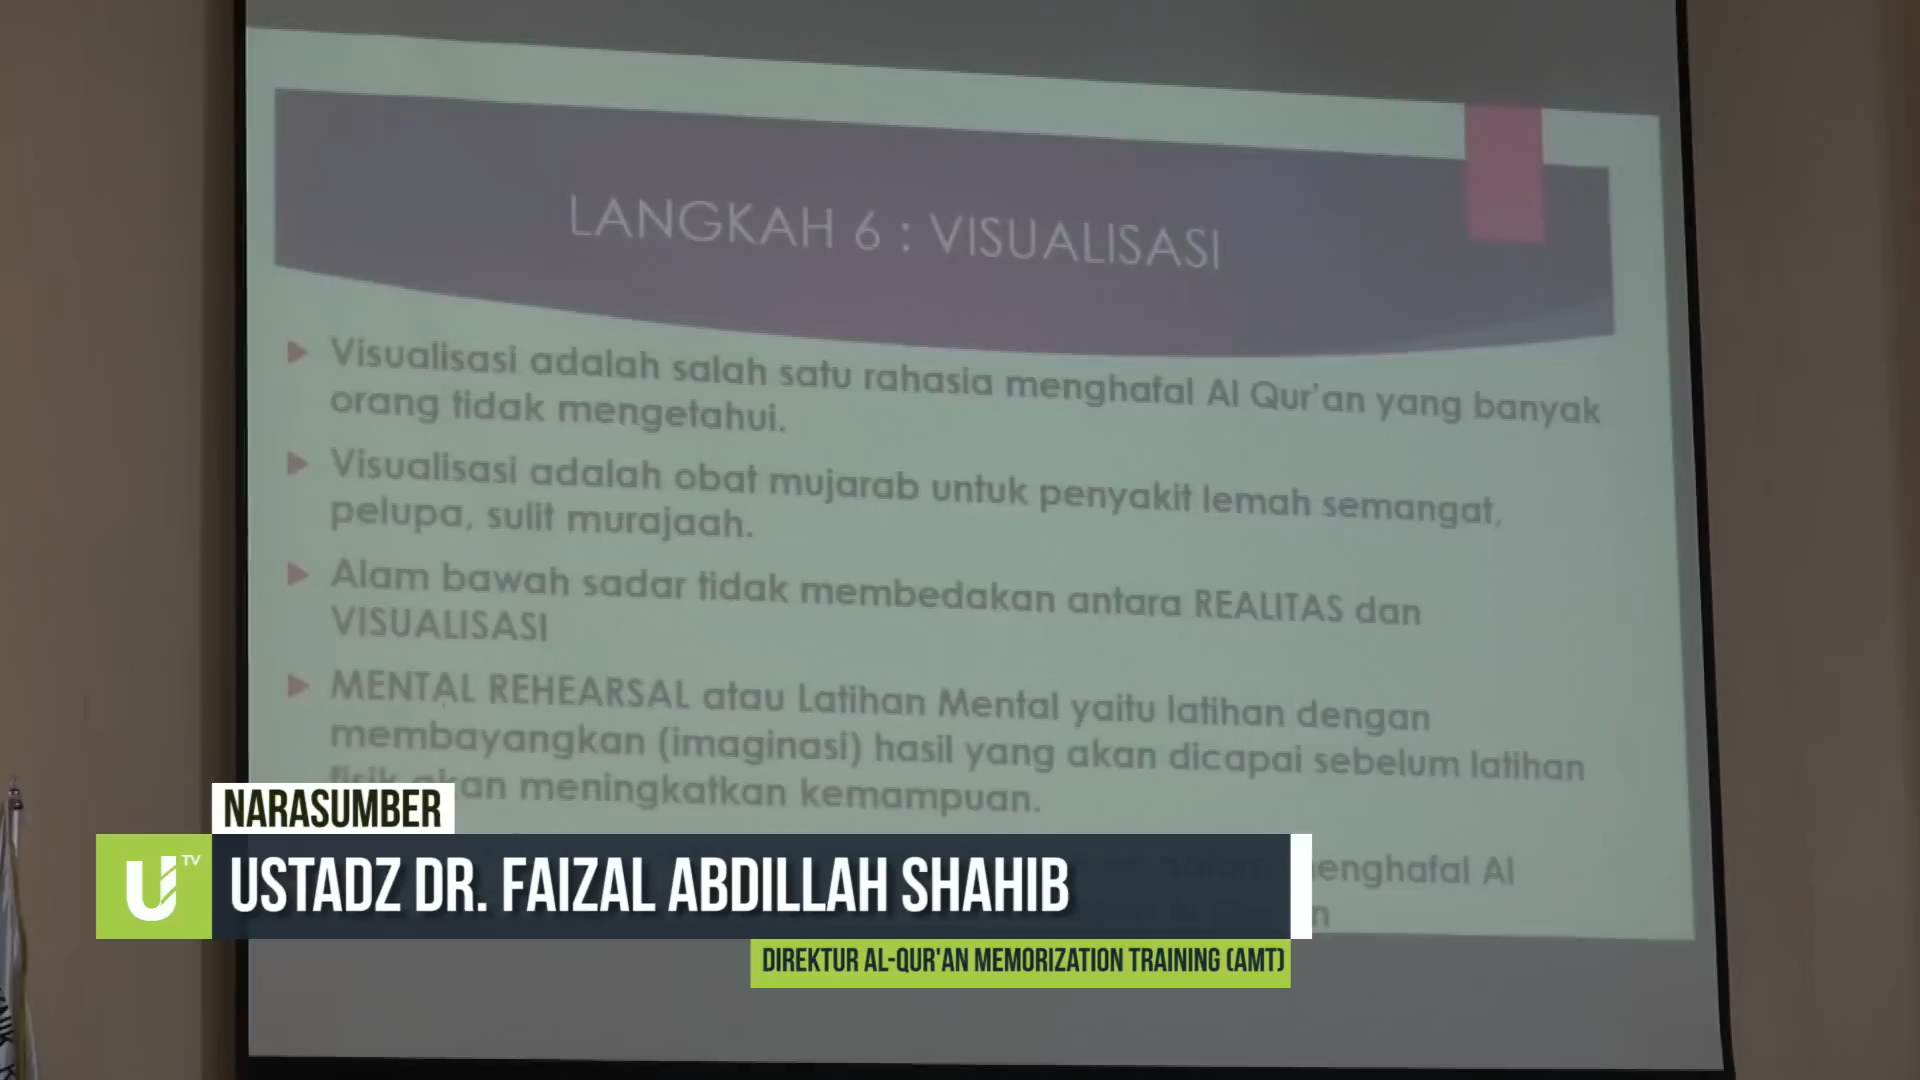 LANGKAH 6 : VISUALISASI
Visualisasi adalah salah satu rahasia menghafal Al Qur'an yang banyak
orang tidak mengetahui.
Visualisasi adalah obat mujarab untuk penyakit lemah semangat,
pelupa, sulit murajaah.
Alam bawah sadar tidak membedakan antara REALITAS dan
VISUALISASI
MENTAL REHEARSAL atau Latihan Mental yaitu latihan dengan
membayangkan (imaginasi) hasil yang akan dicapai sebelum latihan
fisik akan meningkatkan kemampuan.
Al
NARASUMBER
U TV
USTADZ DR. FAIZAL ABDILLAH SHAHIB
DIREKTUR AL-QUR'AN MEMORIZATION TRAINING (AMT)